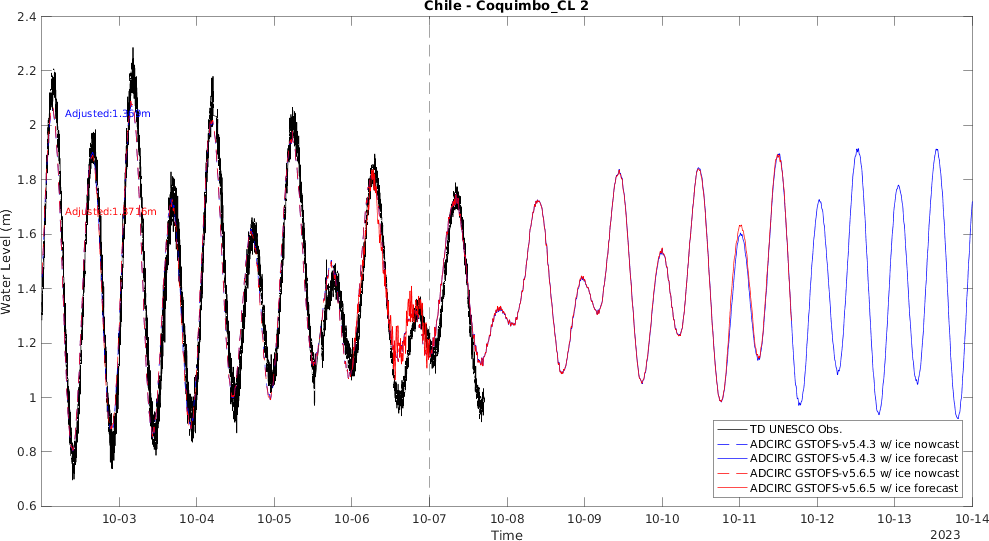 Chile - Coquimbo_CL 2
2.4
2.2
2
1.8
1.6
1.4
1.2
1
0.8
0.6
Water Level (m)
Adjusted:1.369m
Adjusted:1.3716m
TD UNESCO Obs.
ADCIRC GSTOFS-v5.4.3 w/ ice nowcast
ADCIRC GSTOFS-v5.4.3 w/ ice forecast
ADCIRC GSTOFS-v5.6.5 w/ ice nowcast
ADCIRC GSTOFS-v5.6.5 w/ ice forecast
10-03 10-04 10-05 10-06 10-07 10-08 10-09 10-10 10-11 10-12 10-13 10-14
Time
2023